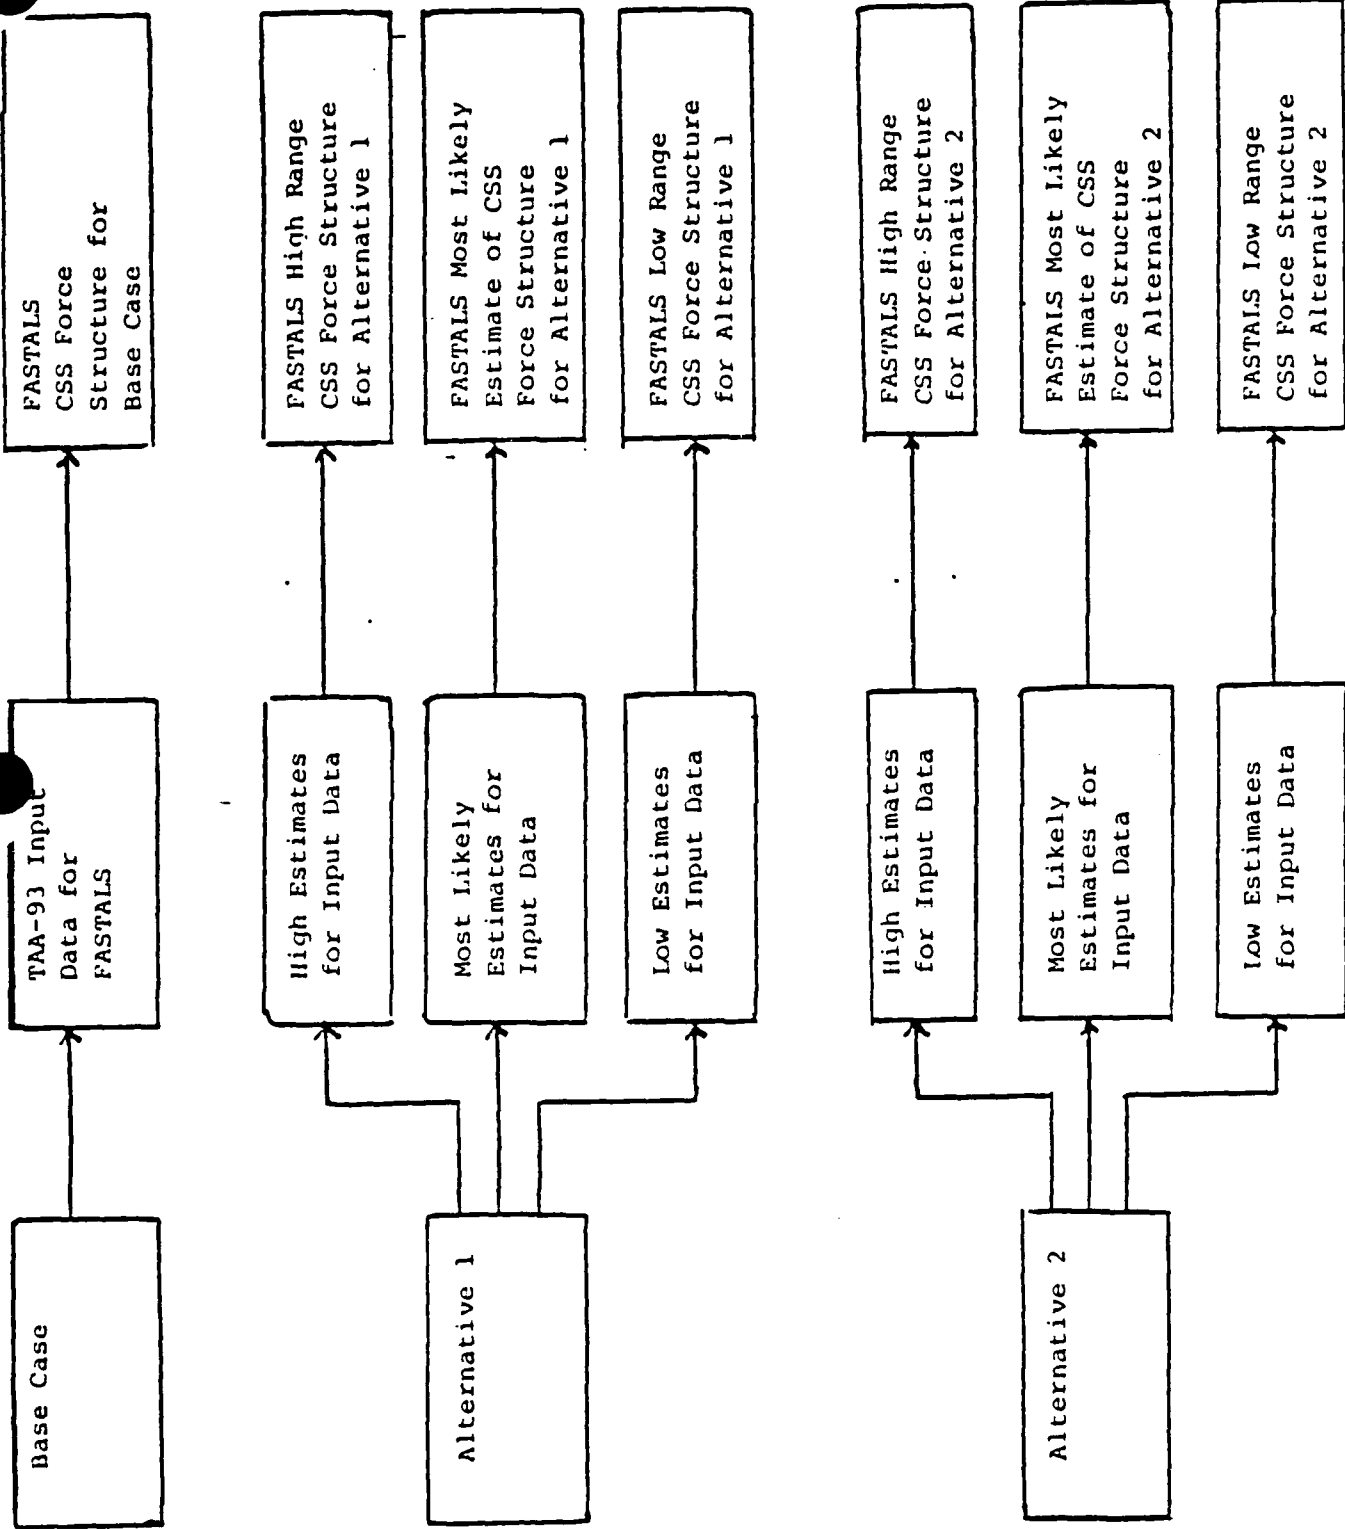 Base Case
TAA-93 Input
Data for
FASTALS
FASTALS
CSS Force
Structure for
Base Case
Alternative 1
High Estimates
for Input Data
FASTALS High Range
CSS Force Structure
for Alternative 1
Most Likely
Estimates for
Input Data
FASTALS Most Likely
Estimate of CSS
Force Structure
for Alternative 1
Low Estimates
for Input Data
FASTALS Low Range
CSS Force Structure
for Alternative 1
Alternative 2
High Estimates
for Input Data
FASTALS High Range
CSS Force Structure
for Alternative 2
Most Likely
Estimates for
Input Data
FASTALS Most Likely
Estimate of CSS
Force Structure
for Alternative 2
Low Estimates
for Input Data
FASTALS Low Range
CSS Force Structure
for Alternative 2